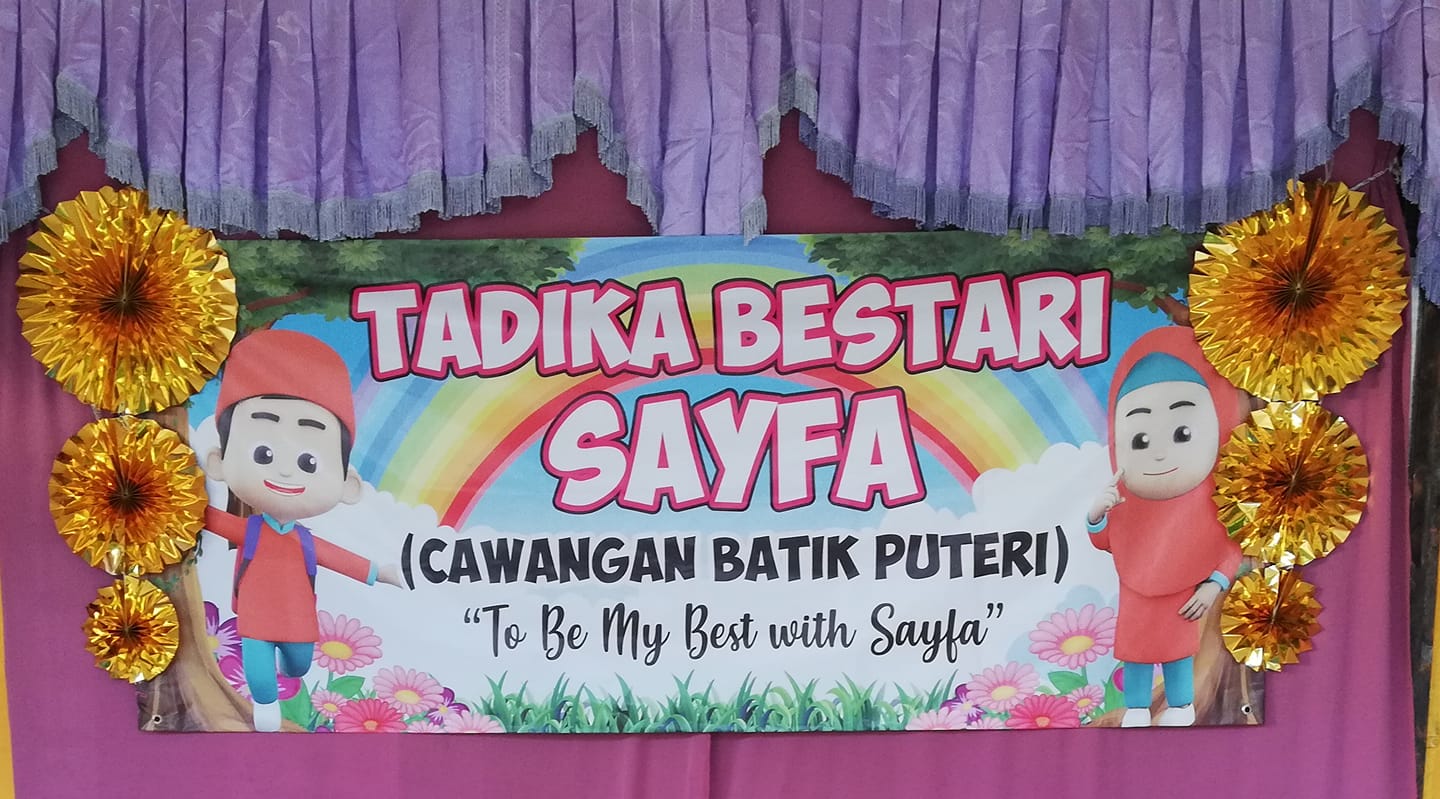 TADIKA BESTARI
SAYFA
(CAWANGAN BATIK PUTERI)
“To Be My Best with Sayfa”